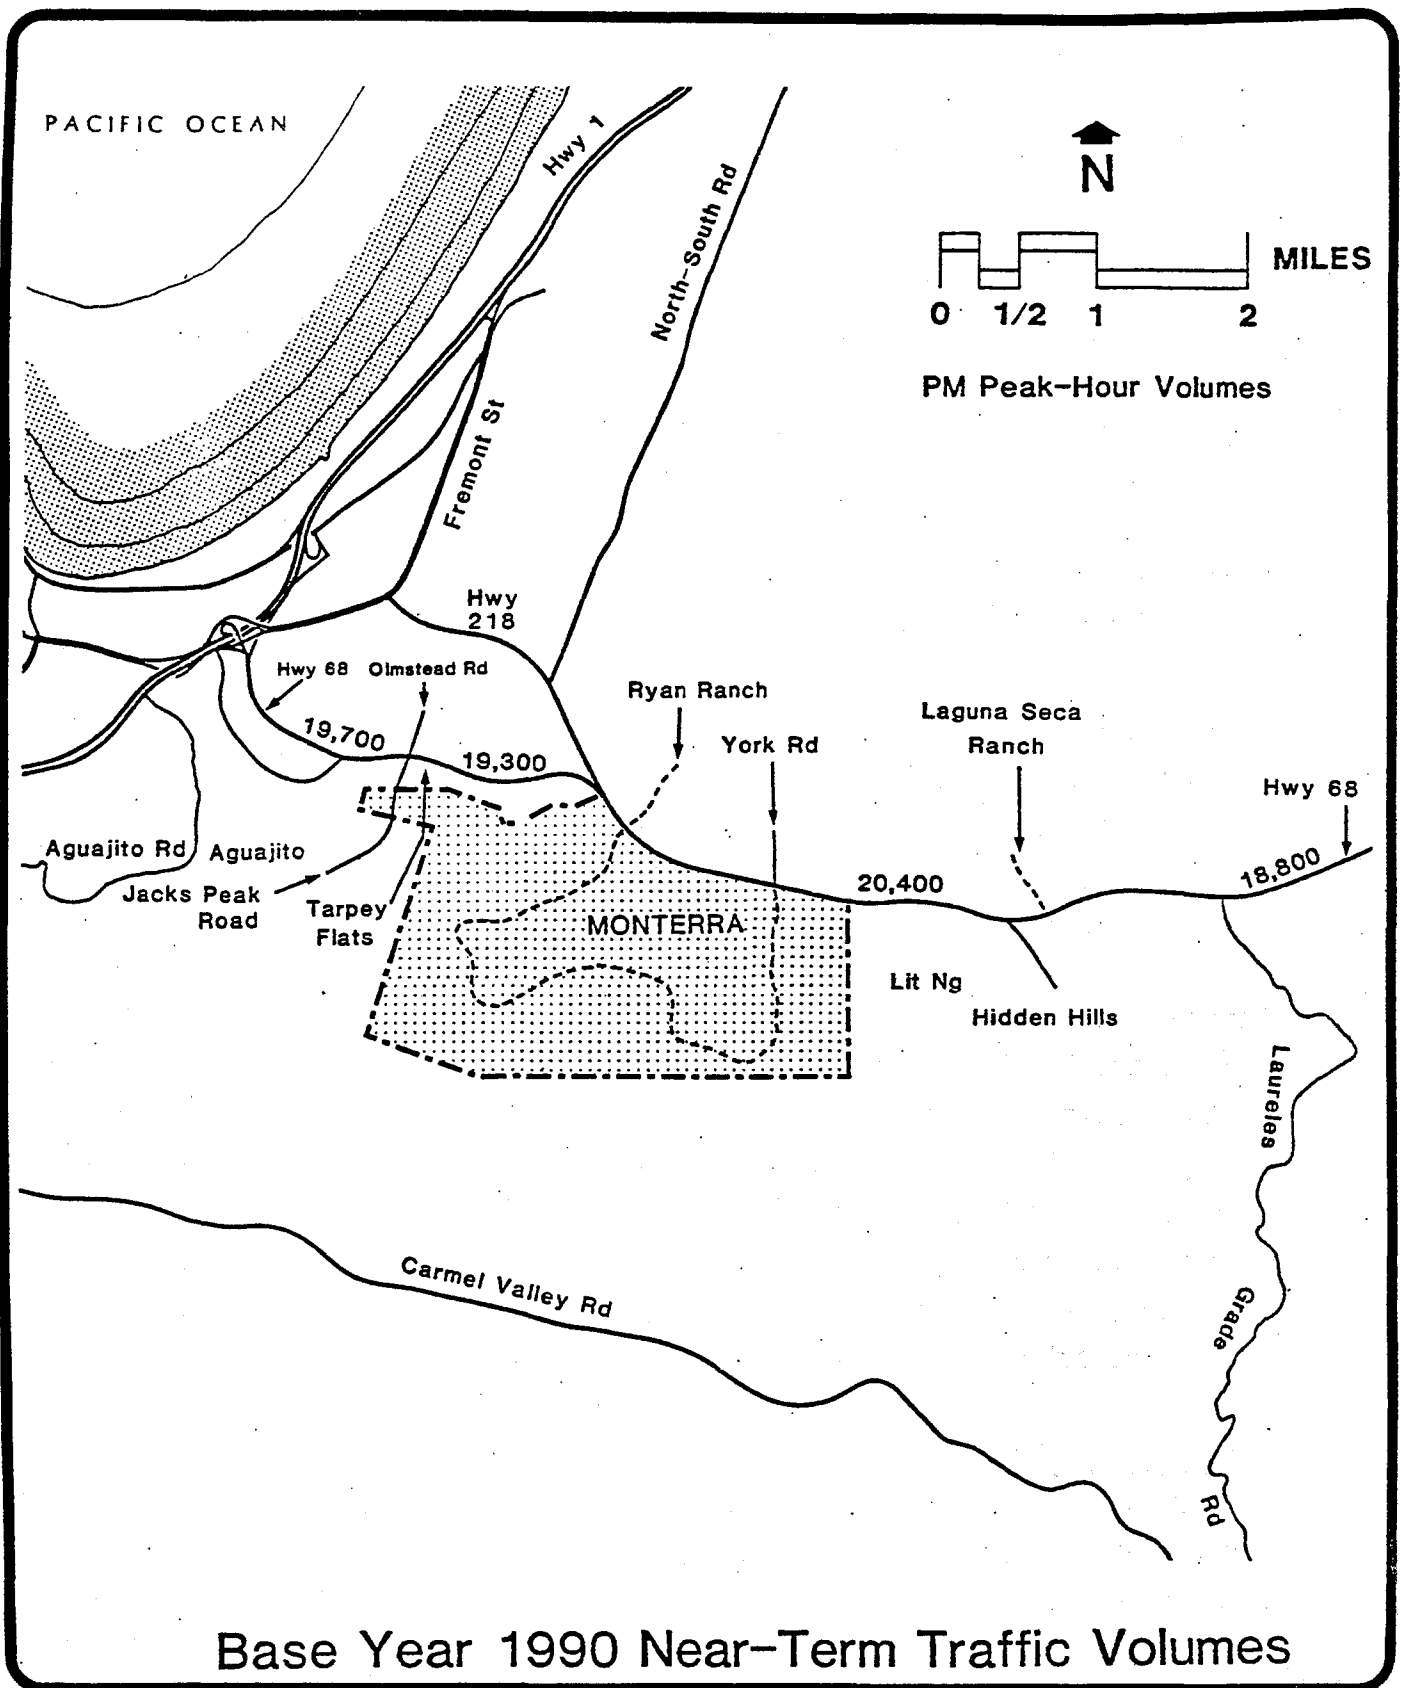 PACIFIC OCEAN
Hwy 1
North-South Rd
N
MILES
0 1/2 1 2
PM Peak-Hour Volumes
Fremont St
Hwy
218
Hwy 68
Olmstead Rd
Ryan Ranch
York Rd
Laguna Seca
Ranch
Hwy 68
19,700
19,300
20,400
18,800
Aguajito Rd
Aguajito
Jacks Peak
Road
Tarpey
Flats
MONTERRA
Lit Ng
Hidden Hills
Laureles
Grade
Rd
Carmel Valley Rd
Base Year 1990 Near-Term Traffic Volumes